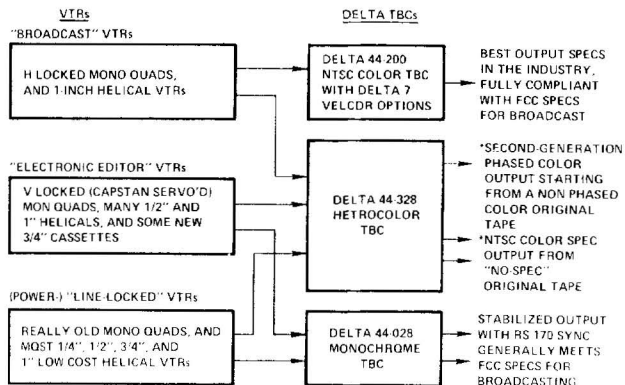 VTRs
"BROADCAST" VTRs
H LOCKED MONO QUADS,
AND 1-INCH HELICAL VTRs
"ELECTRONIC EDITOR" VTRs
V LOCKED (CAPSTAN SERVO'D)
MON QUADS, MANY 1/2" AND
1" HELICALS, AND SOME NEW
3/4" CASSETTES
(POWER-) "LINE-LOCKED" VTRs
REALLY OLD MONO QUADS, AND
MOST 1/4", 1/2", 3/4", AND
1" LOW COST HELICAL VTRs
DELTA TBCs
DELTA 44-200
NTSC COLOR TBC
WITH DELTA 7
VELCDR OPTIONS
DELTA 44-328
HETROCOLOR
TBC
DELTA 44-028
MONOCHROME
TBC
BEST OUTPUT SPECS
IN THE INDUSTRY,
FULLY COMPLIANT
WITH FCC SPECS
FOR BROADCAST
*SECOND-GENERATION
PHASED COLOR
OUTPUT STARTING
FROM A NON PHASED
COLOR ORIGINAL
TAPE
*NTSC COLOR SPEC
OUTPUT FROM
"NO-SPEC"
ORIGINAL TAPE
STABILIZED OUTPUT
WITH RS 170 SYNC
GENERALLY MEETS
FCC SPECS FOR
BROADCASTING